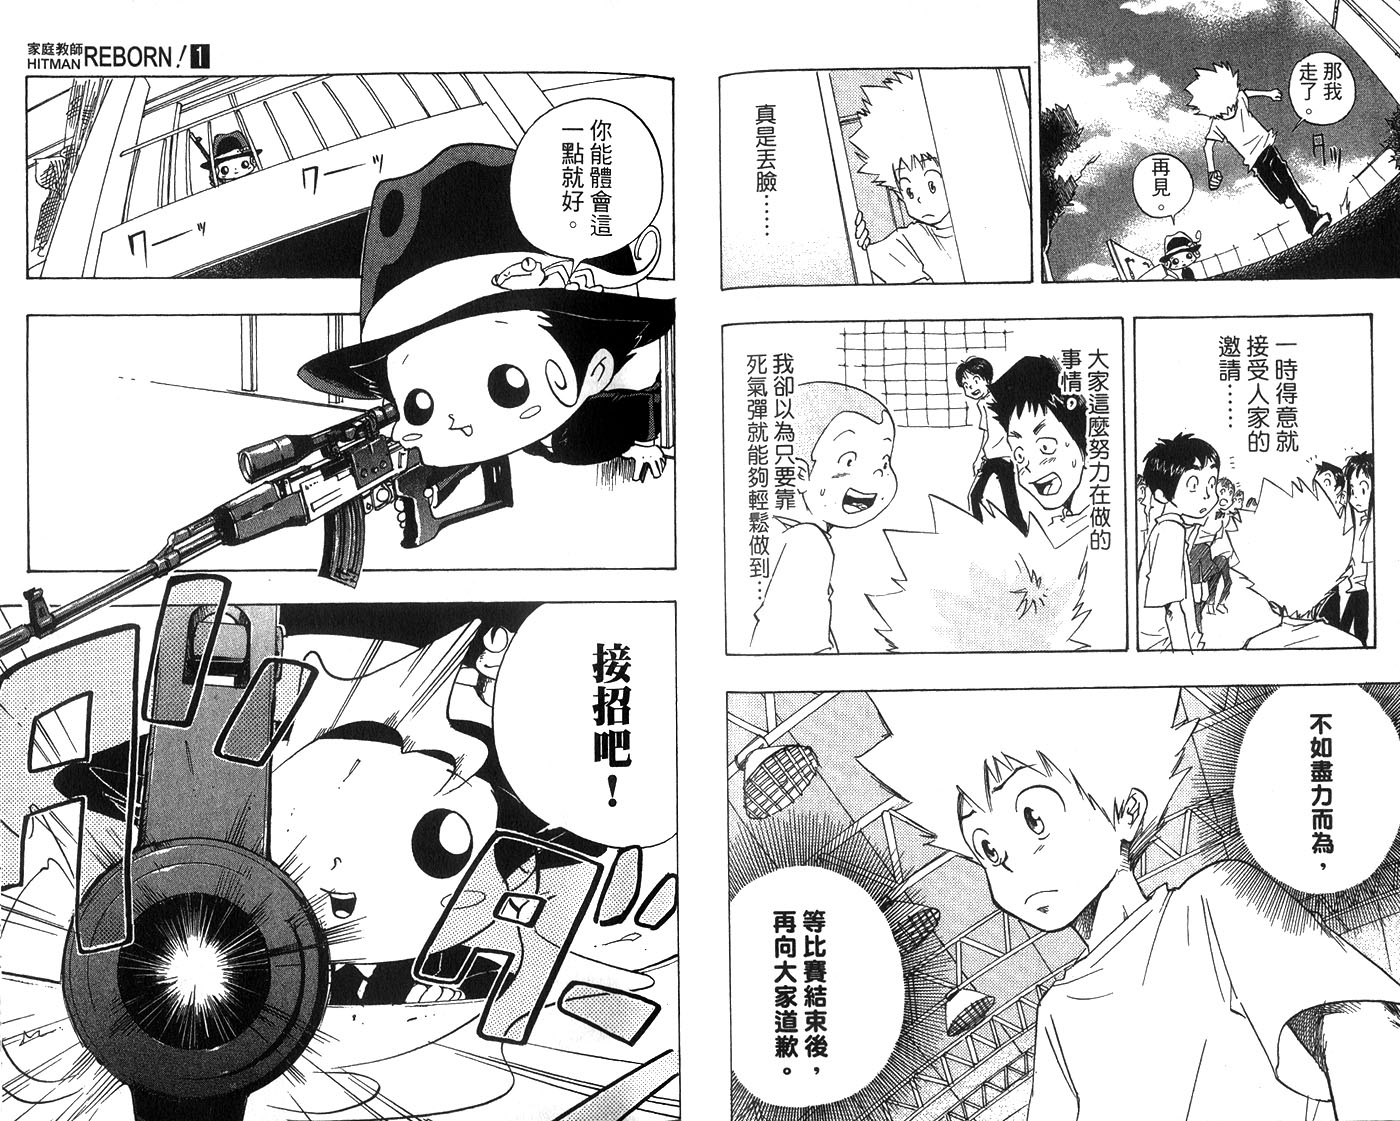 家庭教師
HITMAN REBORN! 1
那我
走了。
再見。
真是丟臉……
一時得意就
接受人家的
邀請……
大家這麼努力在做的
事情，
我卻以為只要靠
死氣彈就能夠輕鬆做到…
不如盡力而為，
等比賽結束後，
再向大家道歉。
你能體會這
一點就好。
ワーッ
ワーッ
ワーッ
接招吧！